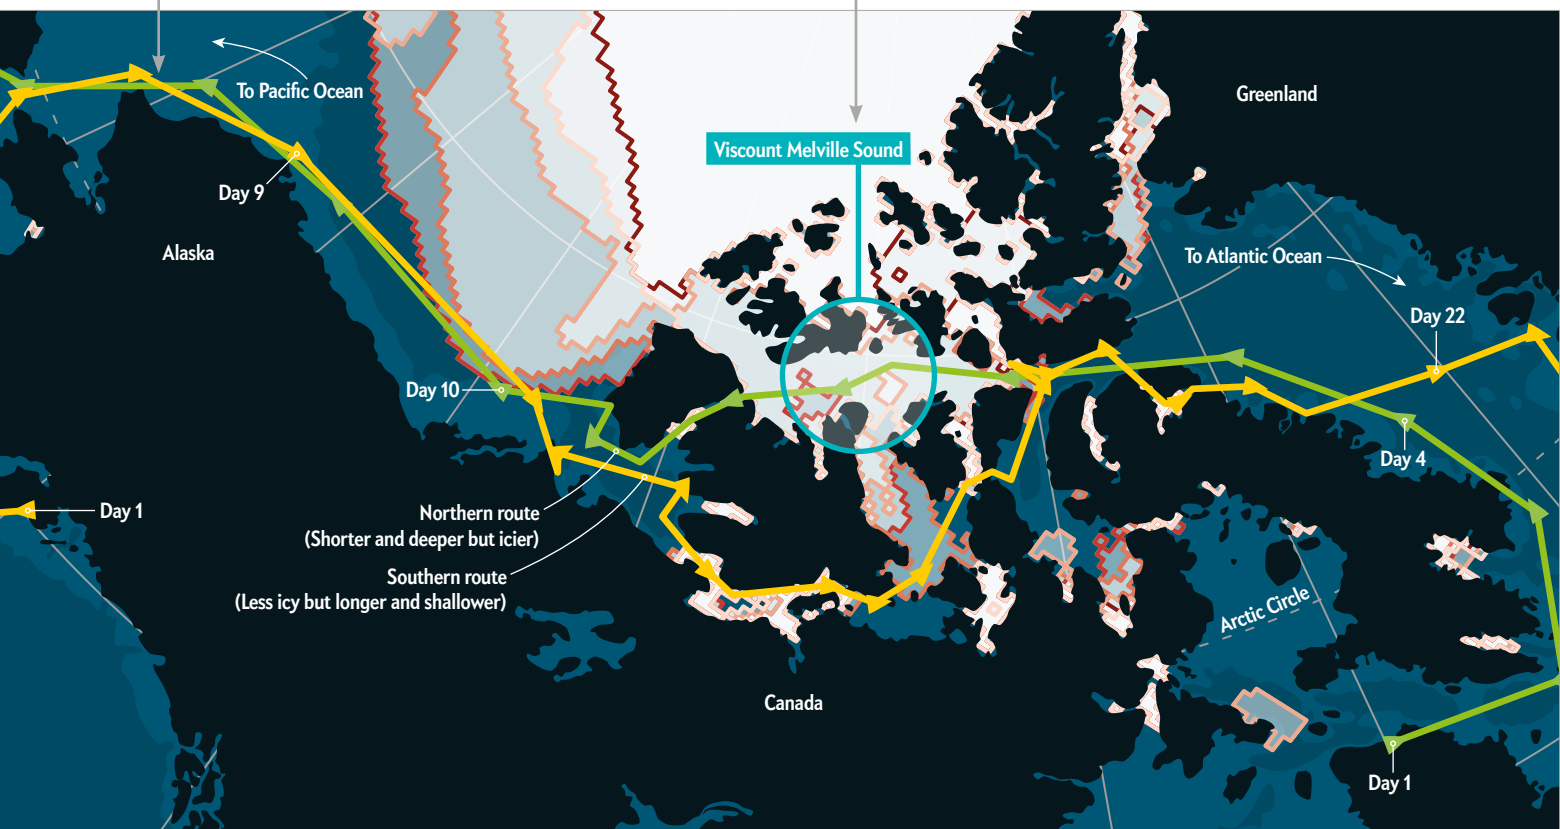 To Pacific Ocean
Greenland
Viscount Melville Sound
Day 9
Alaska
To Atlantic Ocean
Day 22
Day 10
Day 4
Day 1
Northern route
(Shorter and deeper but icier)
Southern route
(Less icy but longer and shallower)
Arctic Circle
Canada
Day 1